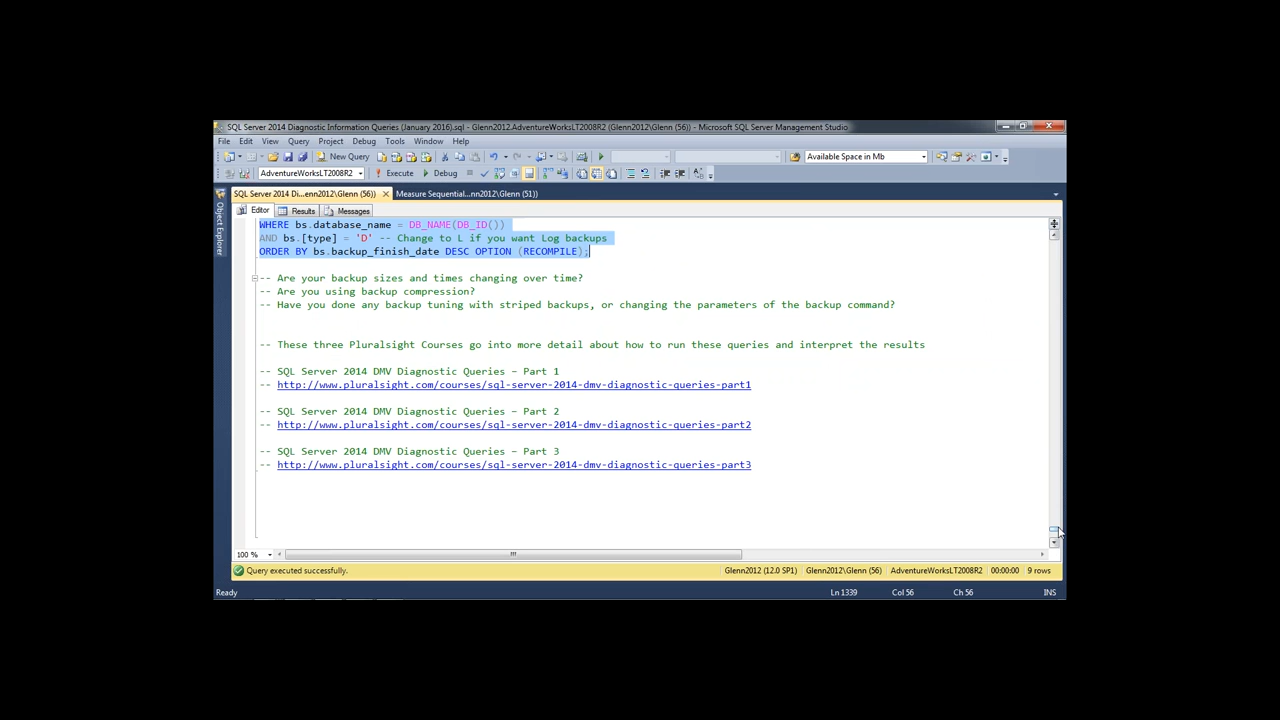 SQL Server 2014 Diagnostic Information Queries (January 2016).sql - Glenn2012.AdventureWorksLT2008R2 (Glenn2012\Glenn (56)) - Microsoft SQL Server Management Studio
File Edit View Query Project Debug Tools Window Help
New Query Available Space in Mb
AdventureWorksLT2008R2 Execute Debug
SQL Server 2014 Di...enn2012\Glenn (56)) Measure Sequential...nn2012\Glenn (51))
Object Explorer
Editor Results Messages
WHERE bs.database_name = DB_NAME(DB_ID())
AND bs.[type] = 'D' -- Change to L if you want Log backups
ORDER BY bs.backup_finish_date DESC OPTION (RECOMPILE);
-- Are your backup sizes and times changing over time?
-- Are you using backup compression?
-- Have you done any backup tuning with striped backups, or changing the parameters of the backup command?
-- These three Pluralsight Courses go into more detail about how to run these queries and interpret the results
-- SQL Server 2014 DMV Diagnostic Queries – Part 1
-- http://www.pluralsight.com/courses/sql-server-2014-dmv-diagnostic-queries-part1
-- SQL Server 2014 DMV Diagnostic Queries – Part 2
-- http://www.pluralsight.com/courses/sql-server-2014-dmv-diagnostic-queries-part2
-- SQL Server 2014 DMV Diagnostic Queries – Part 3
-- http://www.pluralsight.com/courses/sql-server-2014-dmv-diagnostic-queries-part3
100 %
Query executed successfully. Glenn2012 (12.0 SP1) Glenn2012\Glenn (56) AdventureWorksLT2008R2 00:00:00 9 rows
Ready Ln 1339 Col 56 Ch 56 INS